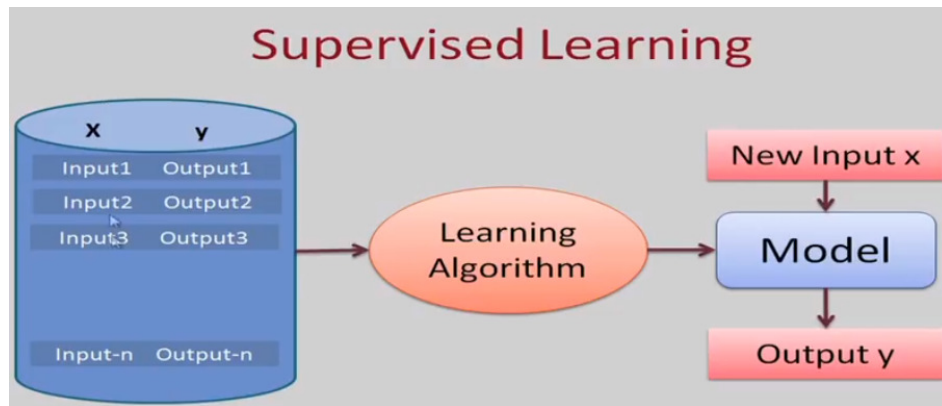 Supervised Learning
X y
Input1 Output1
Input2 Output2
Input3 Output3
Input-n Output-n
Learning
Algorithm
New Input x
Model
Output y